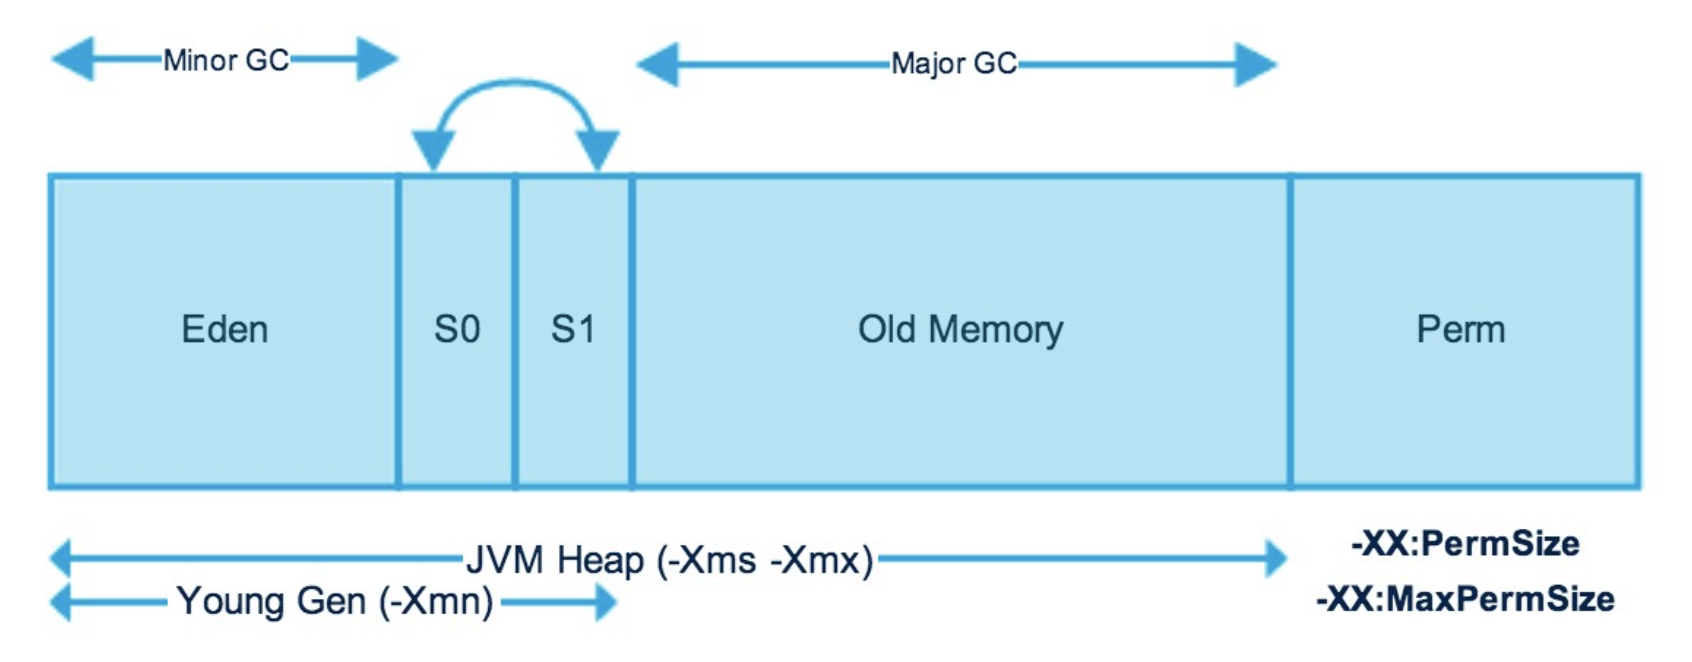 Minor GC
Major GC
Eden
S0
S1
Old Memory
Perm
JVM Heap (-Xms -Xmx)
-XX:PermSize
Young Gen (-Xmn)
-XX:MaxPermSize